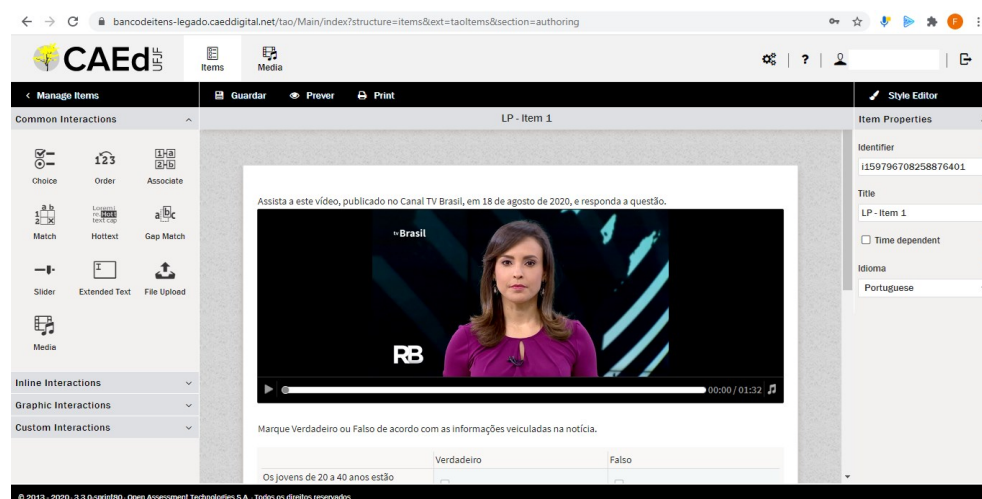 bancodeitens-legado.caeddigital.net/tao/Main/index?structure=items&ext=taoItems&section=authoring
F
CAEd UFJF
Items
Media
?
< Manage Items
Guardar
Prever
Print
Style Editor
Common Interactions
LP - Item 1
Item Properties
Choice
Order
Associate
Match
Hottext
Gap Match
Slider
Extended Text
File Upload
Media
Inline Interactions
Graphic Interactions
Custom Interactions
Assista a este vídeo, publicado no Canal TV Brasil, em 18 de agosto de 2020, e responda a questão.
tv Brasil
RB
00:00 / 01:32
Marque Verdadeiro ou Falso de acordo com as informações veiculadas na notícia.
Verdadeiro
Falso
Os jovens de 20 a 40 anos estão
Identifier
i159796708258876401
Title
LP - Item 1
Time dependent
Idioma
Portuguese
© 2013 - 2020 · 3.3.0-sprint80 · Open Assessment Technologies S.A. · Todos os direitos reservados.